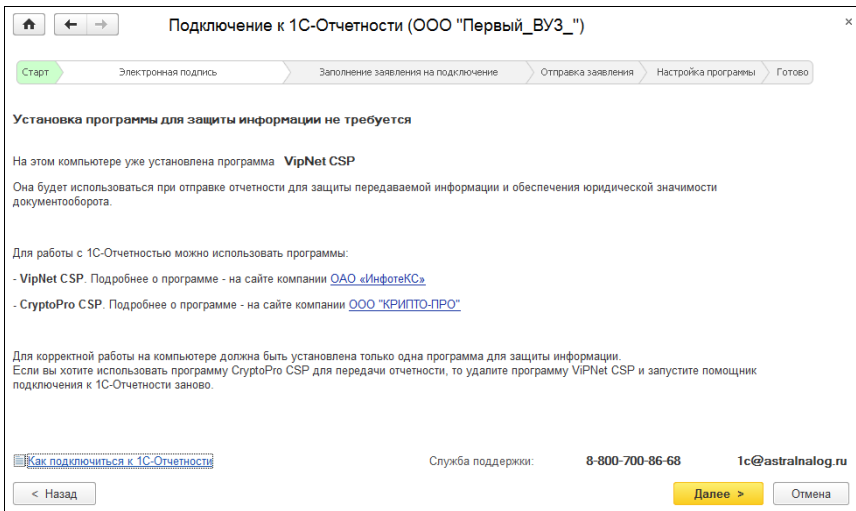 Подключение к 1С-Отчетности (ООО "Первый_ВУЗ_")
Старт
Электронная подпись
Заполнение заявления на подключение
Отправка заявления
Настройка программы
Готово
Установка программы для защиты информации не требуется
На этом компьютере уже установлена программа VipNet CSP
Она будет использоваться при отправке отчетности для защиты передаваемой информации и обеспечения юридической значимости
документооборота.
Для работы с 1С-Отчетностью можно использовать программы:
- VipNet CSP. Подробнее о программе - на сайте компании ОАО «ИнфотеКС»
- CryptoPro CSP. Подробнее о программе - на сайте компании ООО "КРИПТО-ПРО"
Для корректной работы на компьютере должна быть установлена только одна программа для защиты информации.
Если вы хотите использовать программу CryptoPro CSP для передачи отчетности, то удалите программу ViPNet CSP и запустите помощник
подключения к 1С-Отчетности заново.
Как подключиться к 1С-Отчетности
Служба поддержки:
8-800-700-86-68
1c@astralnalog.ru
< Назад
Далее >
Отмена